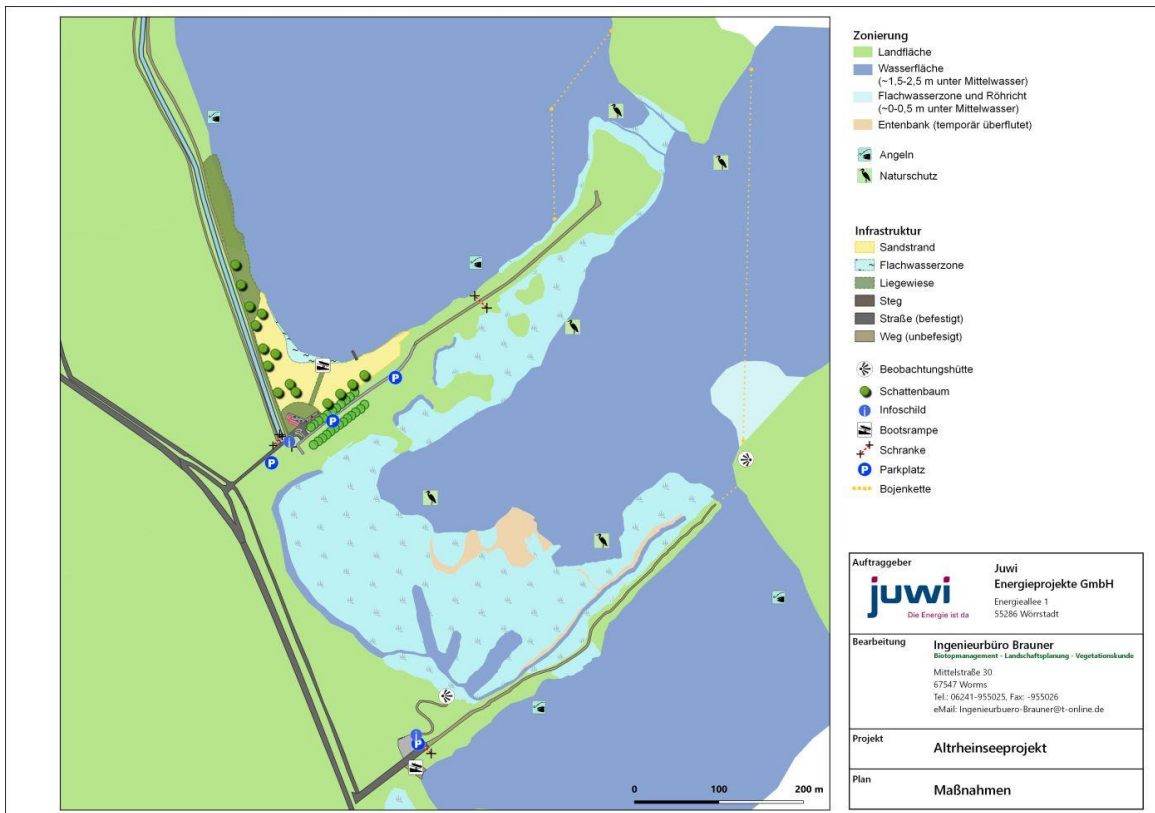 Zonierung
Landfläche
Wasserfläche
(~1,5-2,5 m unter Mittelwasser)
Flachwasserzone und Röhricht
(~0-0,5 m unter Mittelwasser)
Entenbank (temporär überflutet)
Angeln
Naturschutz
Infrastruktur
Sandstrand
Flachwasserzone
Liegewiese
Steg
Straße (befestigt)
Weg (unbefesigt)
Beobachtungshütte
Schattenbaum
i Infoschild
Bootsrampe
Schranke
P Parkplatz
Bojenkette
P
P
i
P
i
P
0 100 200 m
Auftraggeber
juwi
Die Energie ist da
Juwi
Energieprojekte GmbH
Energieallee 1
55286 Wörrstadt
Bearbeitung
Ingenieurbüro Brauner
Biotopmanagement - Landschaftsplanung - Vegetationskunde
Mittelstraße 30
67547 Worms
Tel.: 06241-955025, Fax: -955026
eMail: Ingenieurbuero-Brauner@t-online.de
Projekt
Altrheinseeprojekt
Plan
Maßnahmen